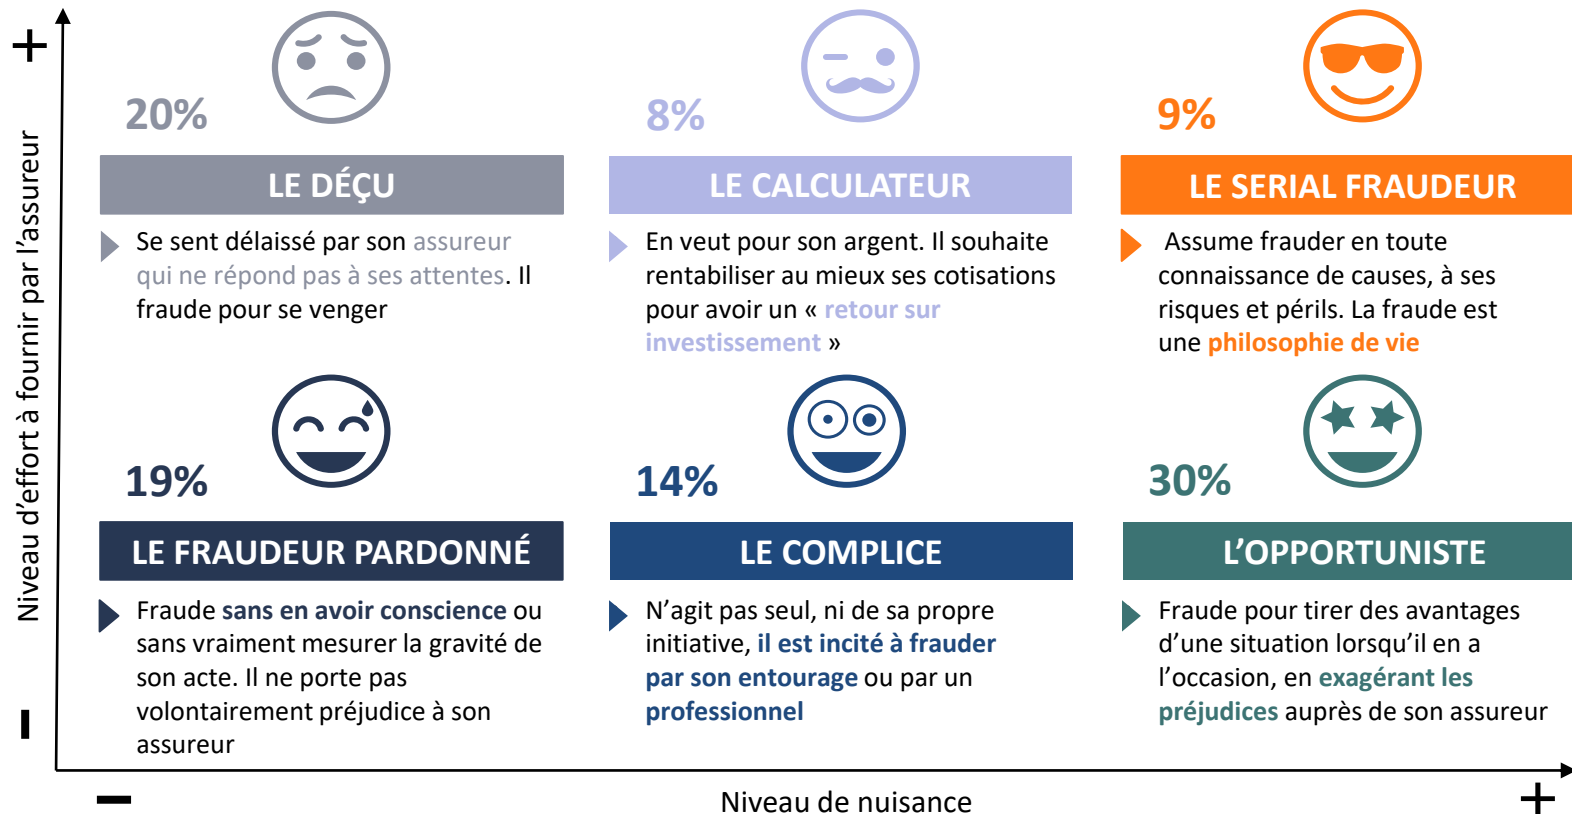 +
Niveau d'effort à fournir par l'assureur
−
20%
LE DÉÇU
Se sent délaissé par son assureur
qui ne répond pas à ses attentes. Il
fraude pour se venger
8%
LE CALCULATEUR
En veut pour son argent. Il souhaite
rentabiliser au mieux ses cotisations
pour avoir un « retour sur
investissement »
9%
LE SERIAL FRAUDEUR
Assume frauder en toute
connaissance de causes, à ses
risques et périls. La fraude est
une philosophie de vie
19%
LE FRAUDEUR PARDONNÉ
Fraude sans en avoir conscience ou
sans vraiment mesurer la gravité de
son acte. Il ne porte pas
volontairement préjudice à son
assureur
14%
LE COMPLICE
N'agit pas seul, ni de sa propre
initiative, il est incité à frauder
par son entourage ou par un
professionnel
30%
L'OPPORTUNISTE
Fraude pour tirer des avantages
d'une situation lorsqu'il en a
l'occasion, en exagérant les
préjudices auprès de son assureur
−
Niveau de nuisance
+